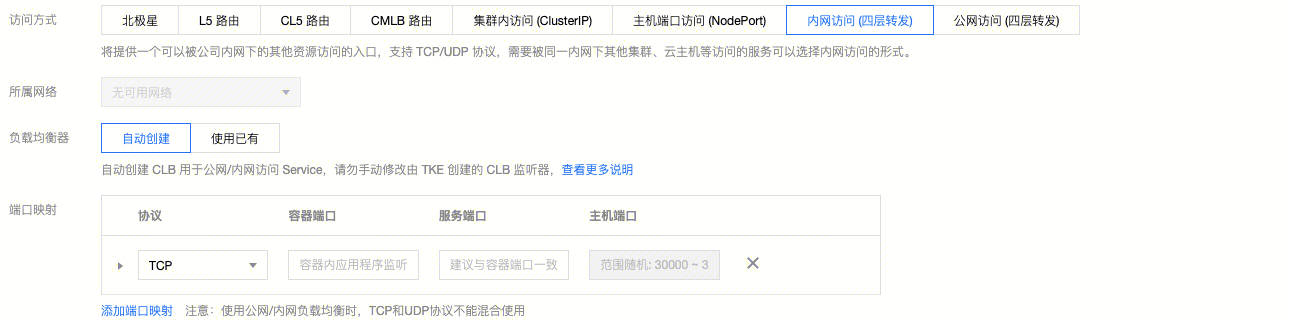 访问方式 北极星 L5 路由 CL5 路由 CMLB 路由 集群内访问 (ClusterIP) 主机端口访问 (NodePort) 内网访问 (四层转发) 公网访问 (四层转发)
将提供一个可以被公司内网下的其他资源访问的入口，支持 TCP/UDP 协议，需要被同一内网下其他集群、云主机等访问的服务可以选择内网访问的形式。
所属网络 无可用网络
负载均衡器 自动创建 使用已有
自动创建 CLB 用于公网/内网访问 Service，请勿手动修改由 TKE 创建的 CLB 监听器，查看更多说明
端口映射 协议 容器端口 服务端口 主机端口
TCP 容器内应用程序监听 建议与容器端口一致 范围随机: 30000 ~ 3
添加端口映射 注意：使用公网/内网负载均衡时，TCP和UDP协议不能混合使用